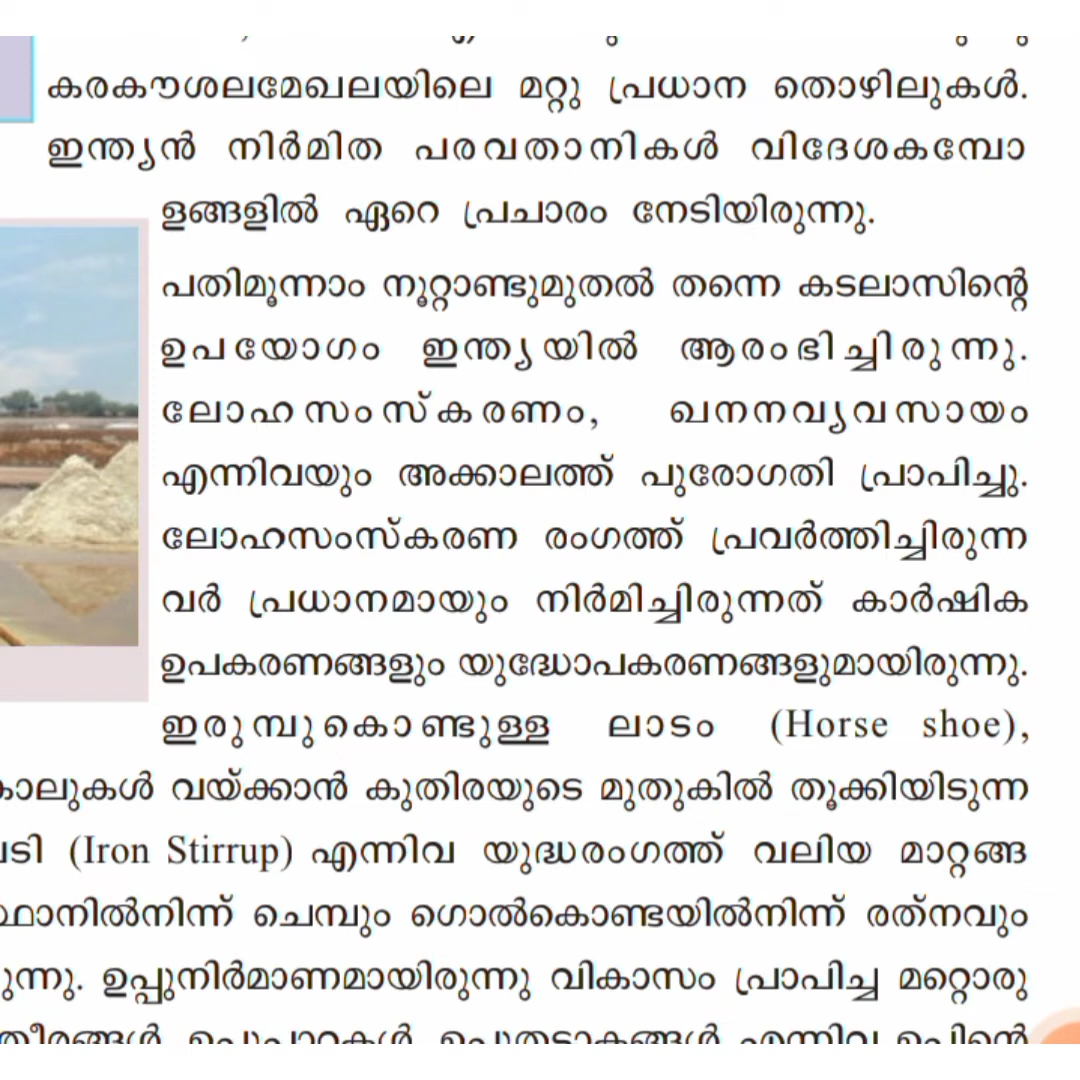 കരകൗശലമേഖലയിലെ മറ്റു പ്രധാന തൊഴിലുകൾ.
ഇന്ത്യൻ നിർമിത പരവതാനികൾ വിദേശകമ്പോ
ളങ്ങളിൽ ഏറെ പ്രചാരം നേടിയിരുന്നു.
പതിമൂന്നാം നൂറ്റാണ്ടുമുതൽ തന്നെ കടലാസിന്റെ
ഉപയോഗം ഇന്ത്യയിൽ ആരംഭിച്ചിരുന്നു.
ലോഹസംസ്കരണം, ഖനനവ്യവസായം
എന്നിവയും അക്കാലത്ത് പുരോഗതി പ്രാപിച്ചു.
ലോഹസംസ്കരണ രംഗത്ത് പ്രവർത്തിച്ചിരുന്ന
വർ പ്രധാനമായും നിർമിച്ചിരുന്നത് കാർഷിക
ഉപകരണങ്ങളും യുദ്ധോപകരണങ്ങളുമായിരുന്നു.
ഇരുമ്പുകൊണ്ടുള്ള ലാടം (Horse shoe),
കാലുകൾ വയ്ക്കാൻ കുതിരയുടെ മുതുകിൽ തൂക്കിയിടുന്ന
(Iron Stirrup) എന്നിവ യുദ്ധരംഗത്ത് വലിയ മാറ്റങ്ങ
ചെമ്പും ഗൊൽകൊണ്ടയിൽനിന്ന് രത്നവും
ഉപ്പുനിർമാണമായിരുന്നു വികാസം പ്രാപിച്ച മറ്റൊരു